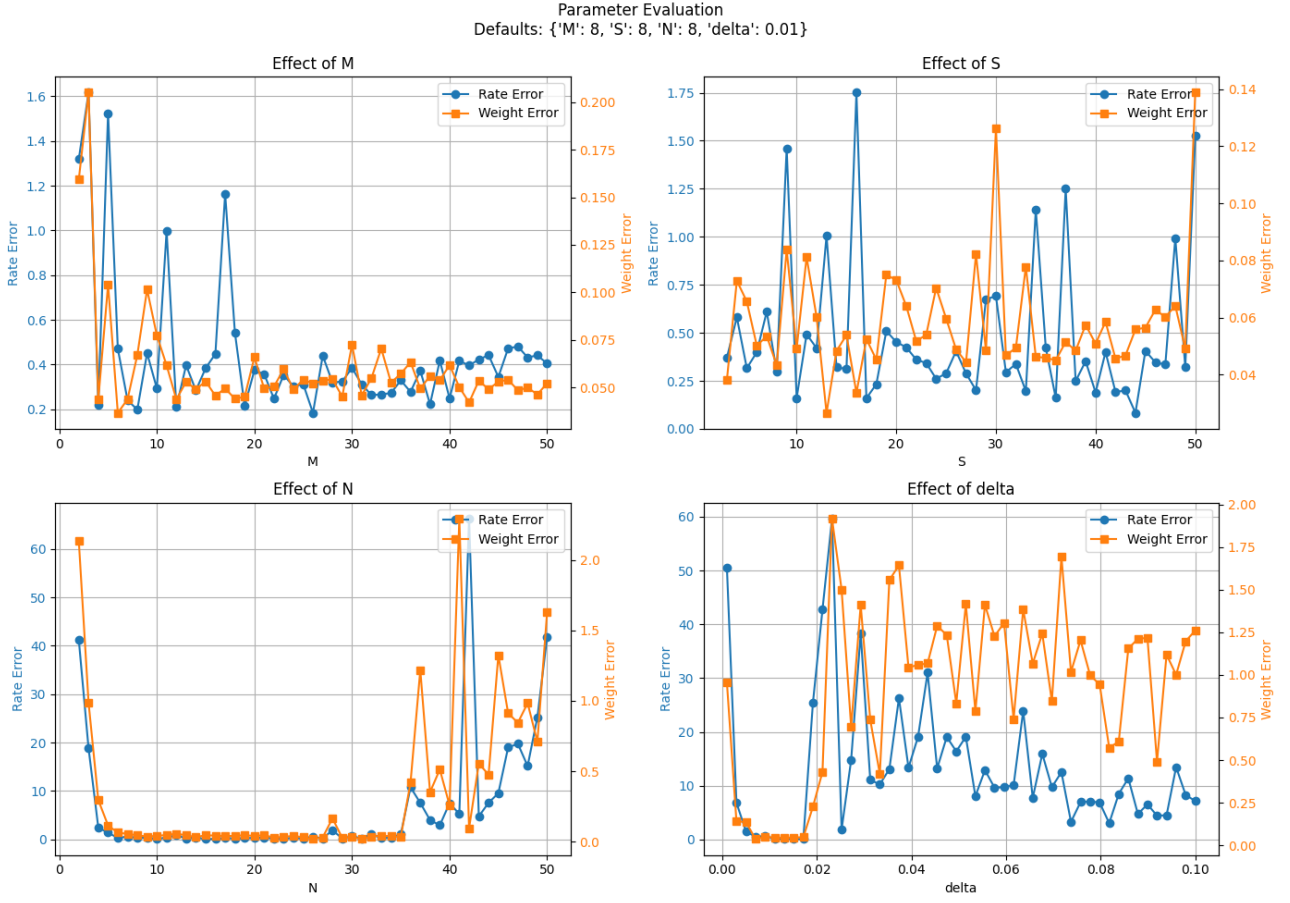 Parameter Evaluation
Defaults: {'M': 8, 'S': 8, 'N': 8, 'delta': 0.01}
Effect of M
Rate Error
Weight Error
1.6
1.4
1.2
1.0
0.8
0.6
0.4
0.2
Rate Error
0.200
0.175
0.150
0.125
0.100
0.075
0.050
Weight Error
0 10 20 30 40 50
M
Effect of S
Rate Error
Weight Error
1.75
1.50
1.25
1.00
0.75
0.50
0.25
0.00
Rate Error
0.14
0.12
0.10
0.08
0.06
0.04
Weight Error
10 20 30 40 50
S
Effect of N
Rate Error
Weight Error
60
50
40
30
20
10
0
Rate Error
2.0
1.5
1.0
0.5
0.0
Weight Error
0 10 20 30 40 50
N
Effect of delta
Rate Error
Weight Error
60
50
40
30
20
10
0
Rate Error
2.00
1.75
1.50
1.25
1.00
0.75
0.50
0.25
0.00
Weight Error
0.00 0.02 0.04 0.06 0.08 0.10
delta